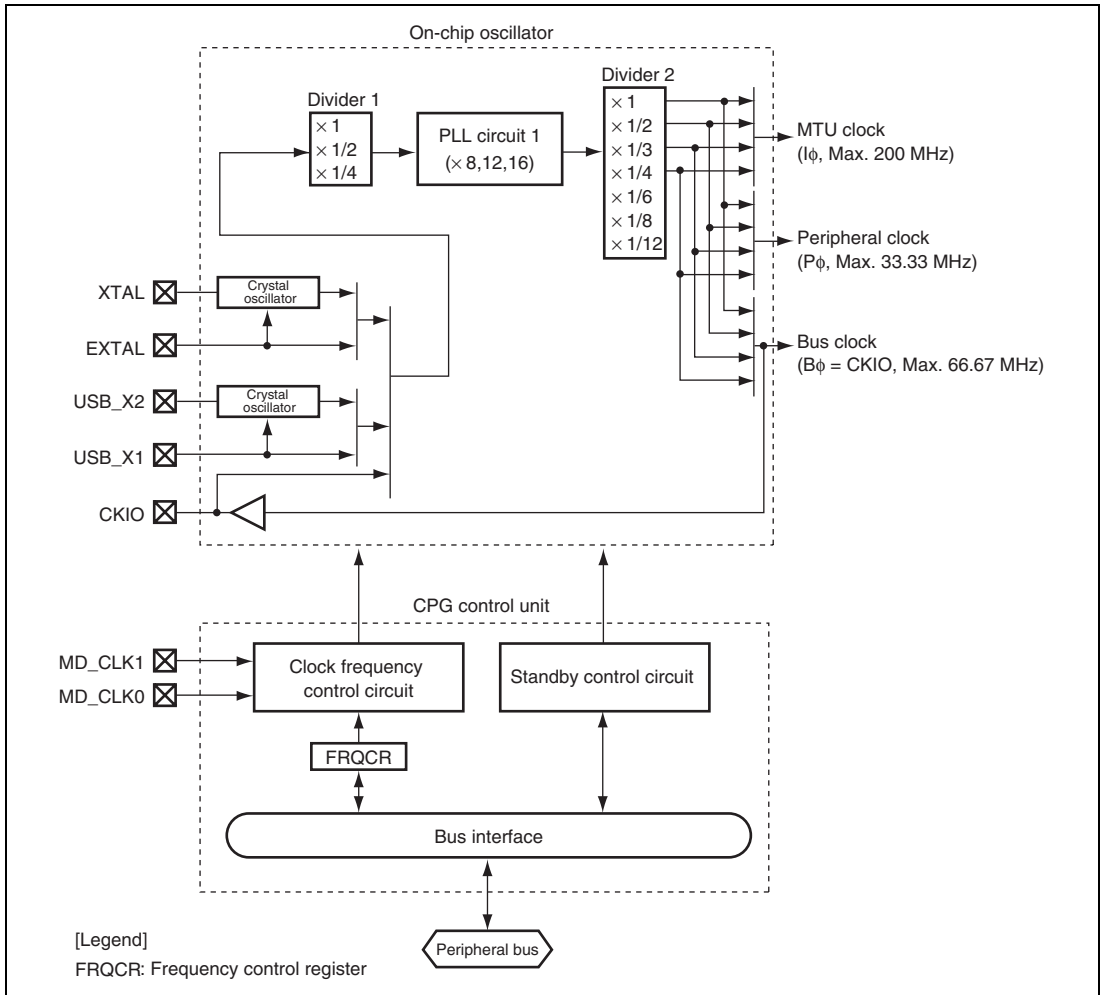 On-chip oscillator
Divider 1
× 1
× 1/2
× 1/4
PLL circuit 1
(× 8,12,16)
Divider 2
× 1
× 1/2
× 1/3
× 1/4
× 1/6
× 1/8
× 1/12
MTU clock
(Iϕ, Max. 200 MHz)
Peripheral clock
(Pϕ, Max. 33.33 MHz)
Bus clock
(Bϕ = CKIO, Max. 66.67 MHz)
XTAL
Crystal
oscillator
EXTAL
USB_X2
Crystal
oscillator
USB_X1
CKIO
CPG control unit
MD_CLK1
MD_CLK0
Clock frequency
control circuit
Standby control circuit
FRQCR
Bus interface
Peripheral bus
[Legend]
FRQCR: Frequency control register